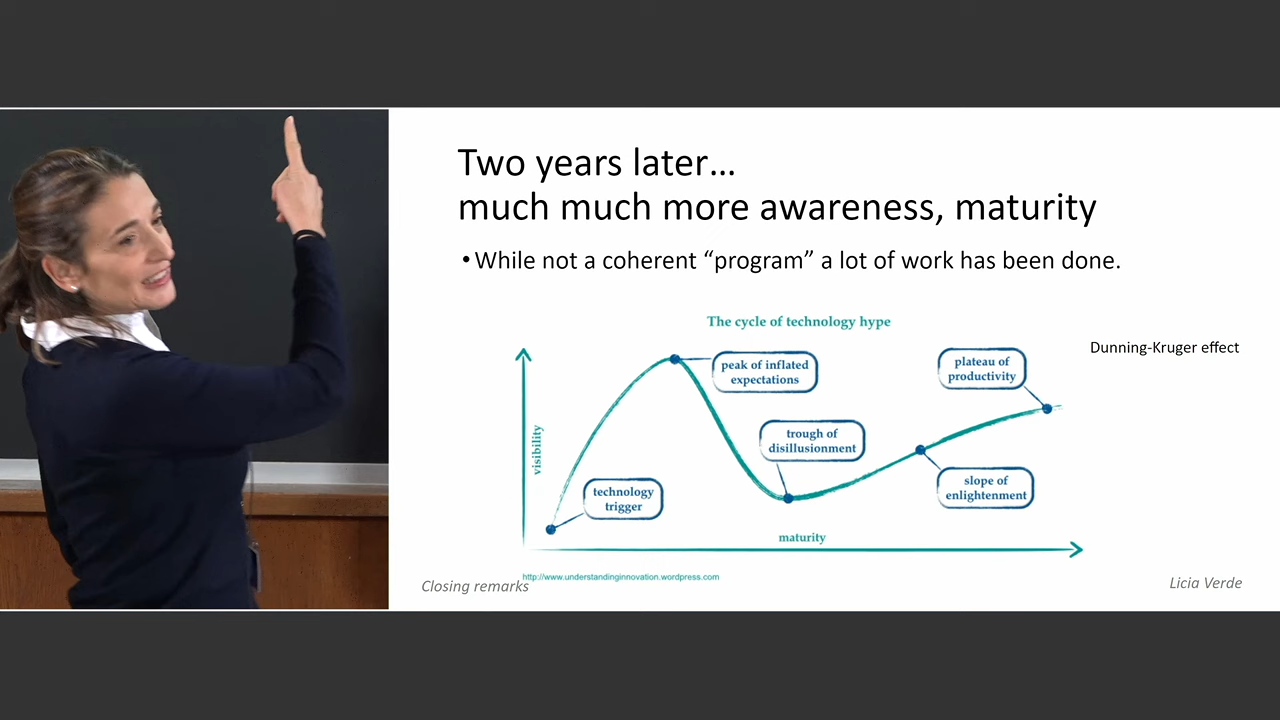 Two years later…
much much more awareness, maturity
• While not a coherent “program” a lot of work has been done.
The cycle of technology hype
Dunning-Kruger effect
peak of inflated
expectations
plateau of
productivity
trough of
disillusionment
visibility
slope of
enlightenment
technology
trigger
maturity
http://www.understandinginnovation.wordpress.com
Closing remarks
Licia Verde